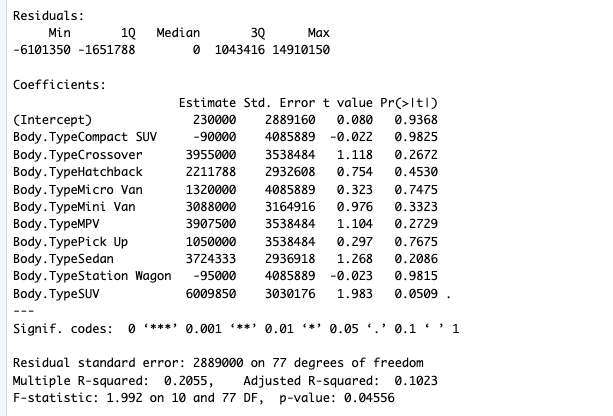 Residuals:
     Min       1Q   Median       3Q      Max
-6101350 -1651788        0  1043416 14910150
Coefficients:
                       Estimate Std. Error t value Pr(>|t|)
(Intercept)              230000    2889160   0.080   0.9368
Body.TypeCompact SUV     -90000    4085889  -0.022   0.9825
Body.TypeCrossover      3955000    3538484   1.118   0.2672
Body.TypeHatchback      2211788    2932608   0.754   0.4530
Body.TypeMicro Van      1320000    4085889   0.323   0.7475
Body.TypeMini Van       3088000    3164916   0.976   0.3323
Body.TypeMPV            3907500    3538484   1.104   0.2729
Body.TypePick Up        1050000    3538484   0.297   0.7675
Body.TypeSedan          3724333    2936918   1.268   0.2086
Body.TypeStation Wagon   -95000    4085889  -0.023   0.9815
Body.TypeSUV            6009850    3030176   1.983   0.0509 .
---
Signif. codes:  0 ‘***’ 0.001 ‘**’ 0.01 ‘*’ 0.05 ‘.’ 0.1 ‘ ’ 1
Residual standard error: 2889000 on 77 degrees of freedom
Multiple R-squared:  0.2055,	Adjusted R-squared:  0.1023
F-statistic: 1.992 on 10 and 77 DF,  p-value: 0.04556